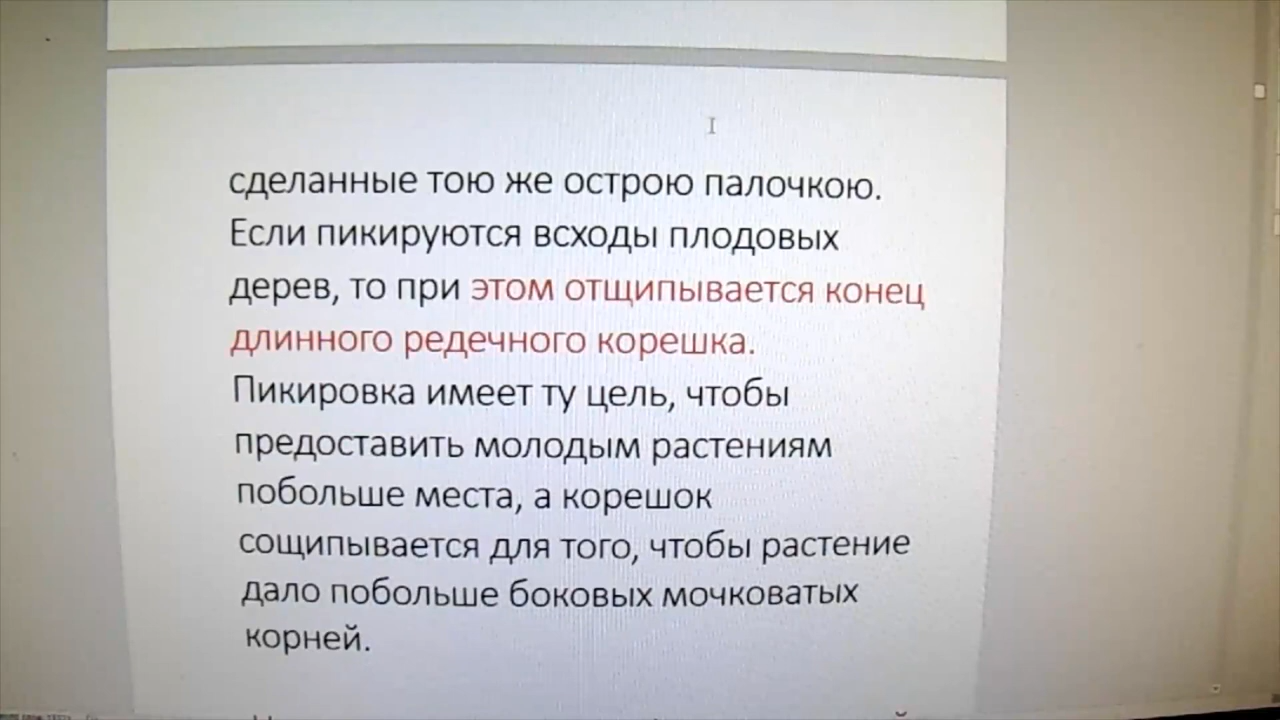 сделанные тою же острою палочкою.
Если пикируются всходы плодовых
дерев, то при этом отщипывается конец
длинного редечного корешка.
Пикировка имеет ту цель, чтобы
предоставить молодым растениям
побольше места, а корешок
сощипывается для того, чтобы растение
дало побольше боковых мочковатых
корней.